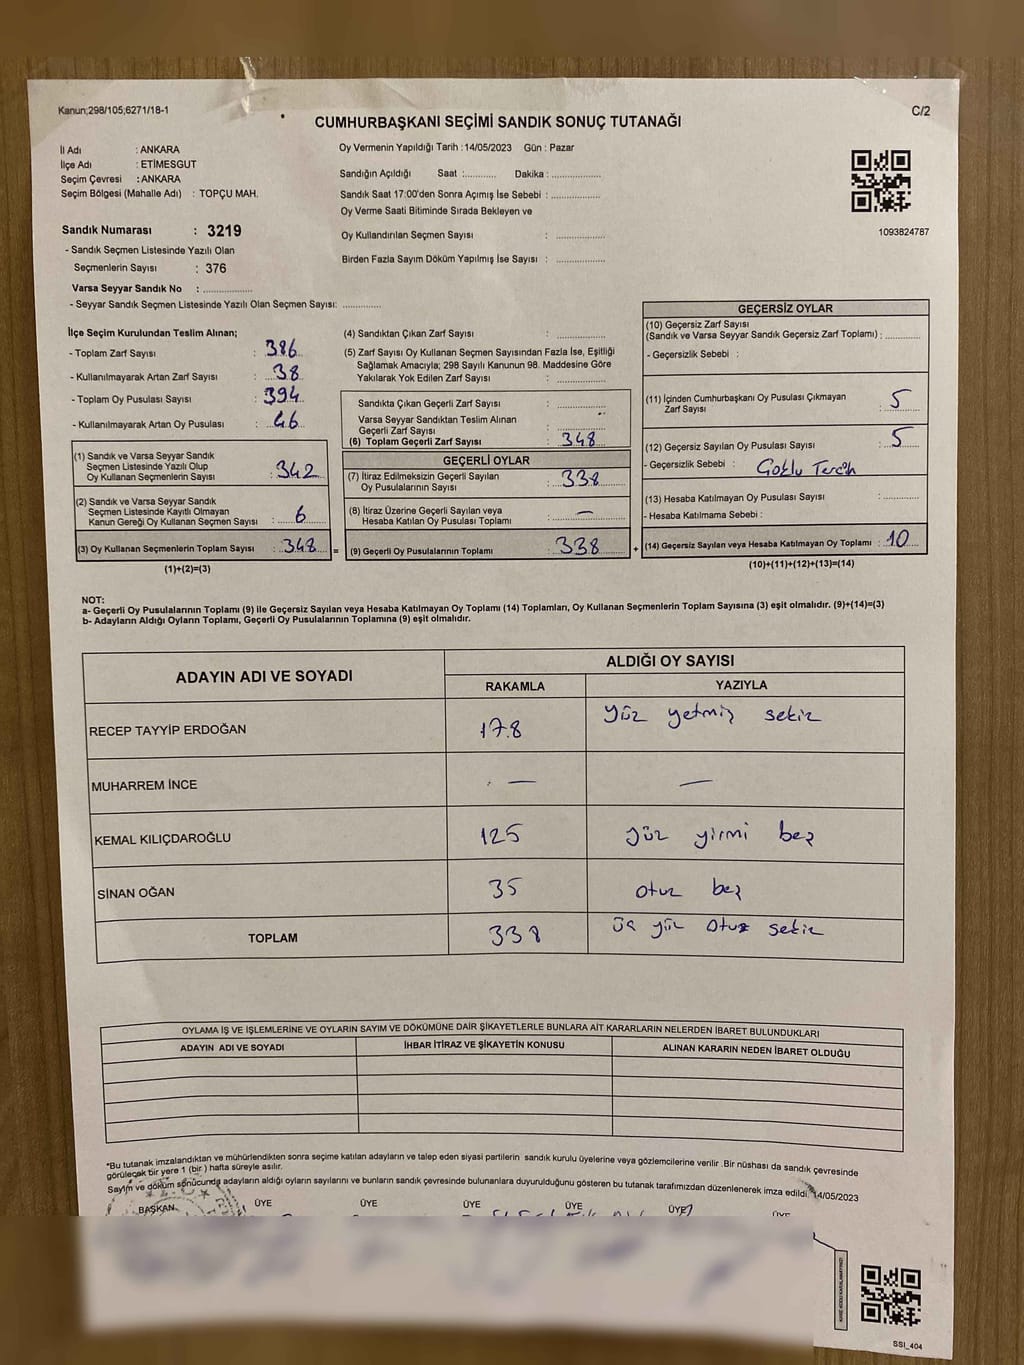 Kanun;298/105;6271/18-1
C/2
CUMHURBAŞKANI SEÇİMİ SANDIK SONUÇ TUTANAĞI
İl Adı : ANKARA
İlçe Adı : ETİMESGUT
Seçim Çevresi : ANKARA
Seçim Bölgesi (Mahalle Adı) : TOPÇU MAH.
Oy Vermenin Yapıldığı Tarih :14/05/2023 Gün : Pazar
Sandığın Açıldığı Saat :........... Dakika : ..................
Sandık Saat 17:00'den Sonra Açımış İse Sebebi : ..................
Oy Verme Saati Bitiminde Sırada Bekleyen ve
Oy Kullandırılan Seçmen Sayısı : ..................
Birden Fazla Sayım Döküm Yapılmış İse Sayısı : ..................
1093824787
Sandık Numarası : 3219
- Sandık Seçmen Listesinde Yazılı Olan
Seçmenlerin Sayısı : 376
Varsa Seyyar Sandık No : ..................
- Seyyar Sandık Seçmen Listesinde Yazılı Olan Seçmen Sayısı: ..............
İlçe Seçim Kurulundan Teslim Alınan;
- Toplam Zarf Sayısı : 386
- Kullanılmayarak Artan Zarf Sayısı : 38
- Toplam Oy Pusulası Sayısı : 394
- Kullanılmayarak Artan Oy Pusulası : 46
(1) Sandık ve Varsa Seyyar Sandık
Seçmen Listesinde Yazılı Olup
Oy Kullanan Seçmenlerin Sayısı : 342
(2) Sandık ve Varsa Seyyar Sandık
Seçmen Listesinde Kayıtlı Olmayan
Kanun Gereği Oy Kullanan Seçmen Sayısı : 6
(3) Oy Kullanan Seçmenlerin Toplam Sayısı : 348 =
(1)+(2)=(3)
(4) Sandıktan Çıkan Zarf Sayısı : ..................
(5) Zarf Sayısı Oy Kullanan Seçmen Sayısından Fazla İse, Eşitliği
Sağlamak Amacıyla; 298 Sayılı Kanunun 98. Maddesine Göre
Yakılarak Yok Edilen Zarf Sayısı : ..................
Sandıkta Çıkan Geçerli Zarf Sayısı : ..................
Varsa Seyyar Sandıktan Teslim Alınan
Geçerli Zarf Sayısı : ..................
(6) Toplam Geçerli Zarf Sayısı : 348
GEÇERLİ OYLAR
(7) İtiraz Edilmeksizin Geçerli Sayılan
Oy Pusulalarının Sayısı : 338
(8) İtiraz Üzerine Geçerli Sayılan veya
Hesaba Katılan Oy Pusulası Toplamı : —
(9) Geçerli Oy Pusulalarının Toplamı : 338 +
GEÇERSİZ OYLAR
(10) Geçersiz Zarf Sayısı
(Sandık ve Varsa Seyyar Sandık Geçersiz Zarf Toplamı) : ............
- Geçersizlik Sebebi :
(11) İçinden Cumhurbaşkanı Oy Pusulası Çıkmayan
Zarf Sayısı : 5
(12) Geçersiz Sayılan Oy Pusulası Sayısı : 5
- Geçersizlik Sebebi : Çoklu Tercih
(13) Hesaba Katılmayan Oy Pusulası Sayısı : ............
- Hesaba Katılmama Sebebi :
(14) Geçersiz Sayılan veya Hesaba Katılmayan Oy Toplamı : 10
(10)+(11)+(12)+(13)=(14)
NOT:
a- Geçerli Oy Pusulalarının Toplamı (9) ile Geçersiz Sayılan veya Hesaba Katılmayan Oy Toplamı (14) Toplamları, Oy Kullanan Seçmenlerin Toplam Sayısına (3) eşit olmalıdır. (9)+(14)=(3)
b- Adayların Aldığı Oyların Toplamı, Geçerli Oy Pusulalarının Toplamına (9) eşit olmalıdır.
ADAYIN ADI VE SOYADI
ALDIĞI OY SAYISI
RAKAMLA YAZIYLA
RECEP TAYYİP ERDOĞAN 178 Yüz yetmiş sekiz
MUHARREM İNCE — —
KEMAL KILIÇDAROĞLU 125 yüz yirmi beş
SİNAN OĞAN 35 otuz beş
TOPLAM 338 üç yüz otuz sekiz
OYLAMA İŞ VE İŞLEMLERİNE VE OYLARIN SAYIM VE DÖKÜMÜNE DAİR ŞİKAYETLERLE BUNLARA AİT KARARLARIN NELERDEN İBARET BULUNDUKLARI
ADAYIN ADI VE SOYADI İHBAR İTİRAZ VE ŞİKAYETİN KONUSU ALINAN KARARIN NEDEN İBARET OLDUĞU
*Bu tutanak imzalandıktan ve mühürlendikten sonra seçime katılan adayların ve talep eden siyasi partilerin sandık kurulu üyelerine veya gözlemcilerine verilir .Bir nüshası da sandık çevresinde
görülecek bir yere 1 (bir ) hafta süreyle asılır.
Sayım ve döküm sonucunda adayların aldığı oyların sayılarını ve bunların sandık çevresinde bulunanlara duyurulduğunu gösteren bu tutanak tarafımızdan düzenlenerek imza edildi. 14/05/2023
BAŞKAN ÜYE ÜYE ÜYE ÜYE ÜYE ÜYE
SSI_404